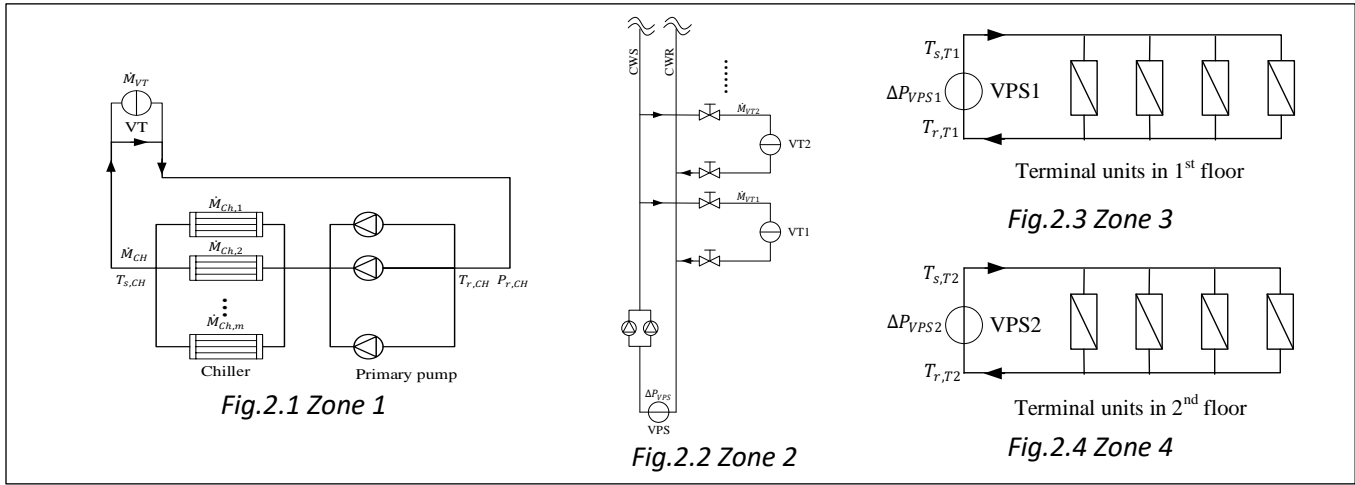 Ṁ_VT
VT
Ṁ_Ch,1
Ṁ_CH
Ṁ_Ch,2
T_s,CH
T_r,CH P_r,CH
Ṁ_Ch,m
Chiller
Primary pump
Fig.2.1 Zone 1
CWS
CWR
Ṁ_VT2
VT2
Ṁ_VT1
VT1
ΔP_VPS
VPS
Fig.2.2 Zone 2
T_s,T1
ΔP_VPS1
VPS1
T_r,T1
Terminal units in 1st floor
Fig.2.3 Zone 3
T_s,T2
ΔP_VPS2
VPS2
T_r,T2
Terminal units in 2nd floor
Fig.2.4 Zone 4